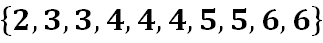 {2, 3, 3, 4, 4, 4, 5, 5, 6, 6}